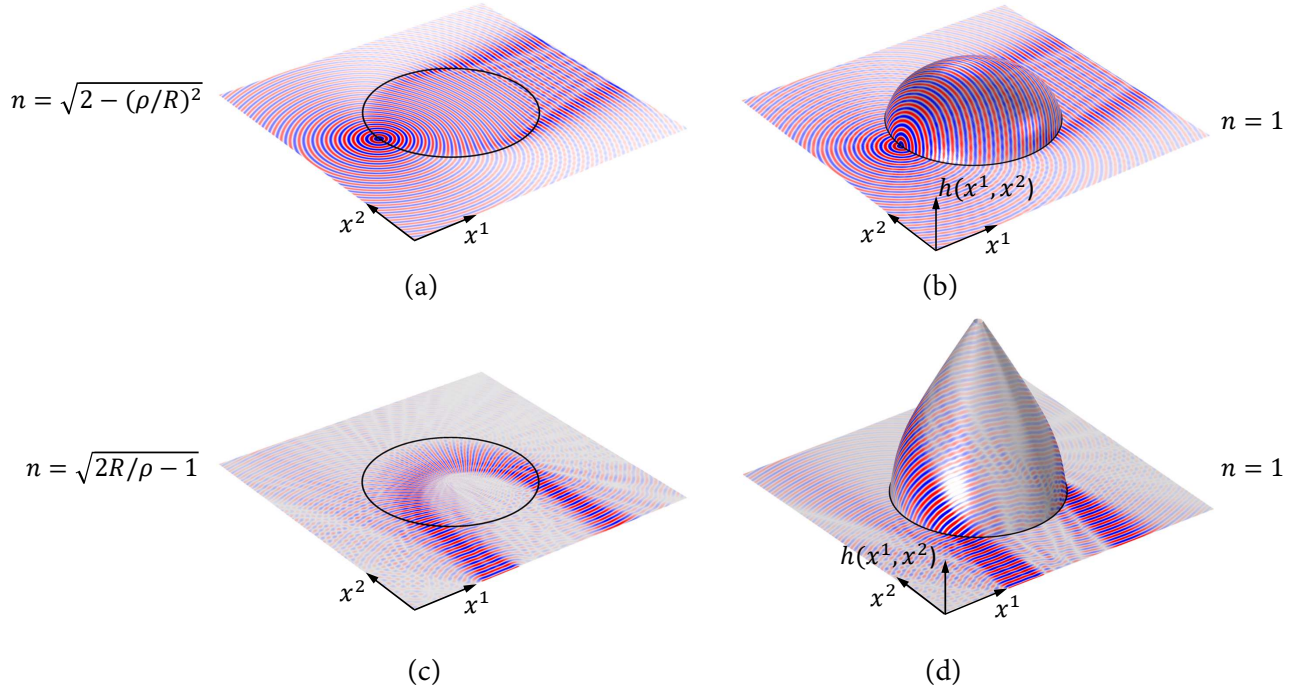 n = √(2 − (ρ/R)²)
n = 1
h(x¹, x²)
x²
x¹
x²
x¹
(a)
(b)
n = √(2R/ρ − 1)
n = 1
h(x¹, x²)
x²
x¹
x²
x¹
(c)
(d)